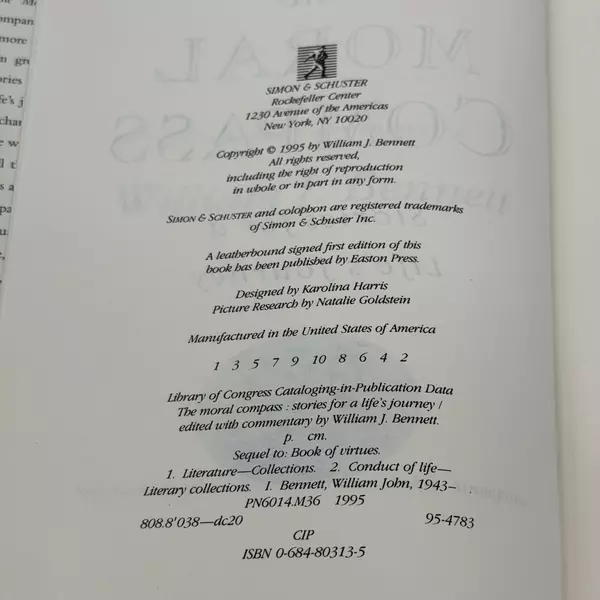 MORAL
COMPASS
SIMON & SCHUSTER
Rockefeller Center
1230 Avenue of the Americas
New York, NY 10020
Copyright © 1995 by William J. Bennett
All rights reserved,
including the right of reproduction
in whole or in part in any form.
SIMON & SCHUSTER and colophon are registered trademarks
of Simon & Schuster Inc.
A leatherbound signed first edition of this
book has been published by Easton Press.
Designed by Karolina Harris
Picture Research by Natalie Goldstein
Manufactured in the United States of America
1 3 5 7 9 10 8 6 4 2
Library of Congress Cataloging-in-Publication Data
The moral compass : stories for a life's journey /
edited with commentary by William J. Bennett.
p. cm.
Sequel to: Book of virtues.
1. Literature—Collections. 2. Conduct of life—
Literary collections. I. Bennett, William John, 1943–
PN6014.M36 1995
808.8'038—dc20 95-4783
CIP
ISBN 0-684-80313-5